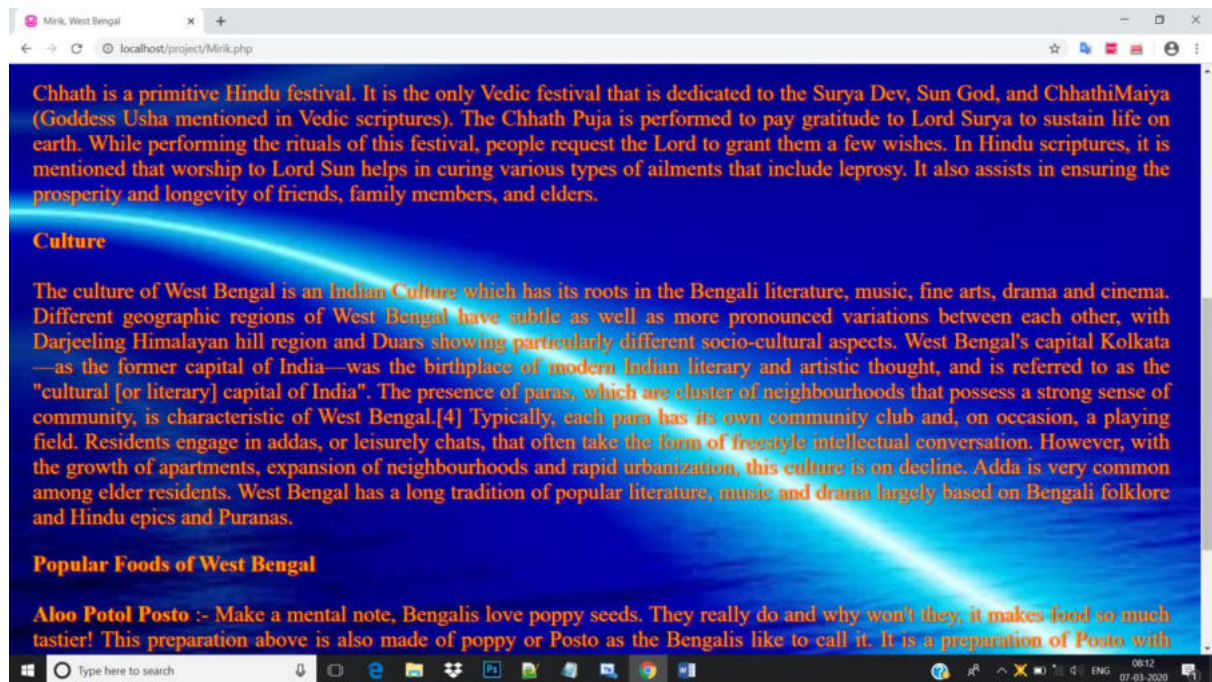 Mirik, West Bengal
localhost/project/Mirik.php
Chhath is a primitive Hindu festival. It is the only Vedic festival that is dedicated to the Surya Dev, Sun God, and ChhathiMaiya
(Goddess Usha mentioned in Vedic scriptures). The Chhath Puja is performed to pay gratitude to Lord Surya to sustain life on
earth. While performing the rituals of this festival, people request the Lord to grant them a few wishes. In Hindu scriptures, it is
mentioned that worship to Lord Sun helps in curing various types of ailments that include leprosy. It also assists in ensuring the
prosperity and longevity of friends, family members, and elders.
Culture
The culture of West Bengal is an Indian Culture which has its roots in the Bengali literature, music, fine arts, drama and cinema.
Different geographic regions of West Bengal have subtle as well as more pronounced variations between each other, with
Darjeeling Himalayan hill region and Duars showing particularly different socio-cultural aspects. West Bengal's capital Kolkata
—as the former capital of India—was the birthplace of modern Indian literary and artistic thought, and is referred to as the
"cultural [or literary] capital of India". The presence of paras, which are cluster of neighbourhoods that possess a strong sense of
community, is characteristic of West Bengal.[4] Typically, each para has its own community club and, on occasion, a playing
field. Residents engage in addas, or leisurely chats, that often take the form of freestyle intellectual conversation. However, with
the growth of apartments, expansion of neighbourhoods and rapid urbanization, this culture is on decline. Adda is very common
among elder residents. West Bengal has a long tradition of popular literature, music and drama largely based on Bengali folklore
and Hindu epics and Puranas.
Popular Foods of West Bengal
Aloo Potol Posto :- Make a mental note, Bengalis love poppy seeds. They really do and why won't they, it makes food so much
tastier! This preparation above is also made of poppy or Posto as the Bengalis like to call it. It is a preparation of Posto with
Type here to search
Ps
ENG
08:12
07-03-2020